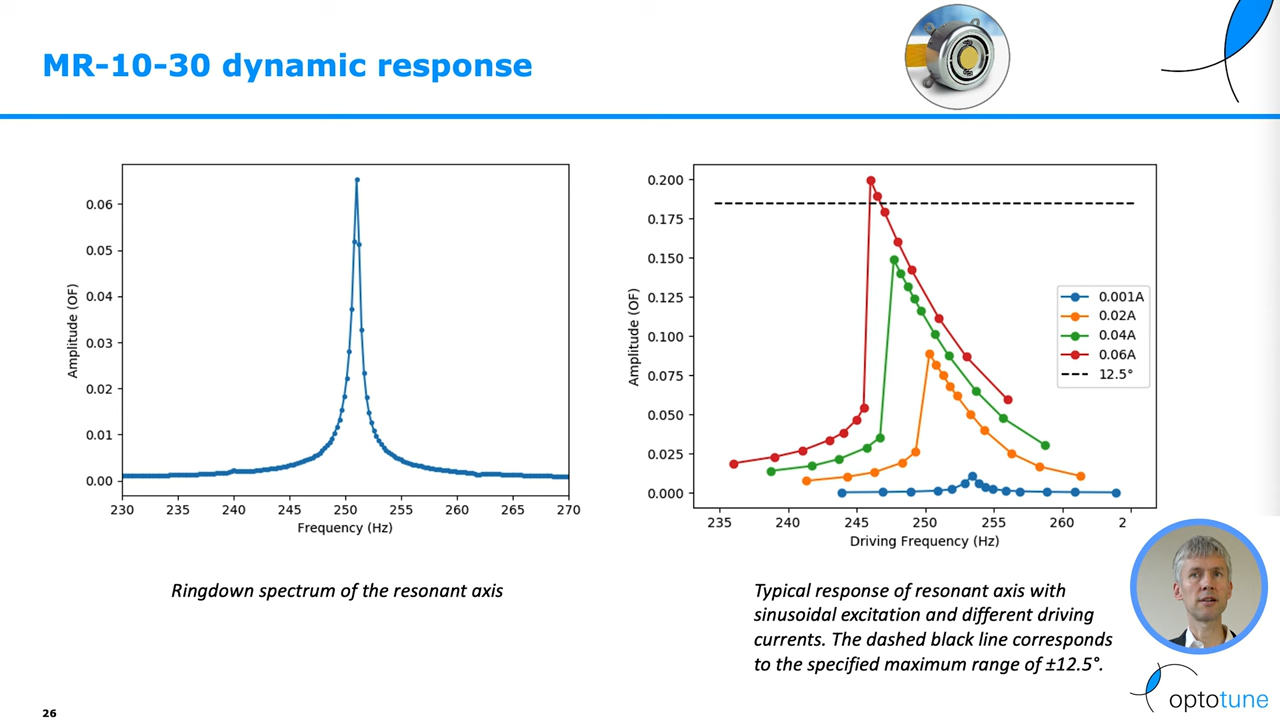 MR-10-30 dynamic response
0.06
0.05
0.04
0.03
0.02
0.01
0.00
Amplitude (OF)
230 235 240 245 250 255 260 265 270
Frequency (Hz)
Ringdown spectrum of the resonant axis
0.200
0.175
0.150
0.125
0.100
0.075
0.050
0.025
0.000
Amplitude (OF)
0.001A
0.02A
0.04A
0.06A
12.5°
235 240 245 250 255 260 2
Driving Frequency (Hz)
Typical response of resonant axis with
sinusoidal excitation and different driving
currents. The dashed black line corresponds
to the specified maximum range of ±12.5°.
26
optotune